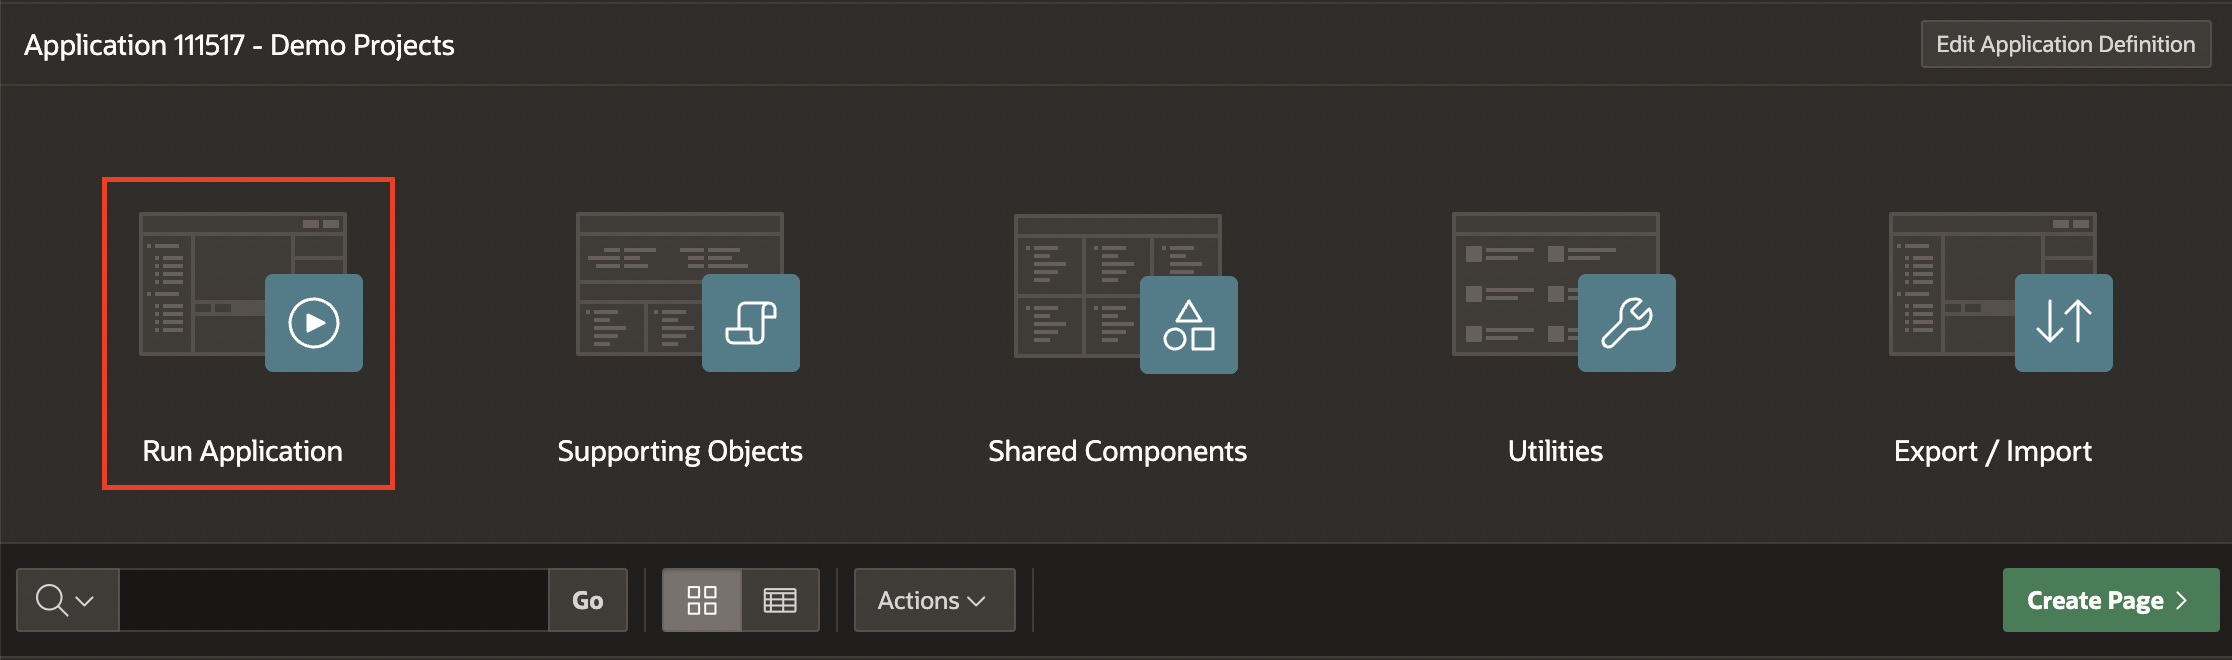 Application 111517 - Demo Projects
Edit Application Definition
Run Application
Supporting Objects
Shared Components
Utilities
Export / Import
Go
Actions
Create Page